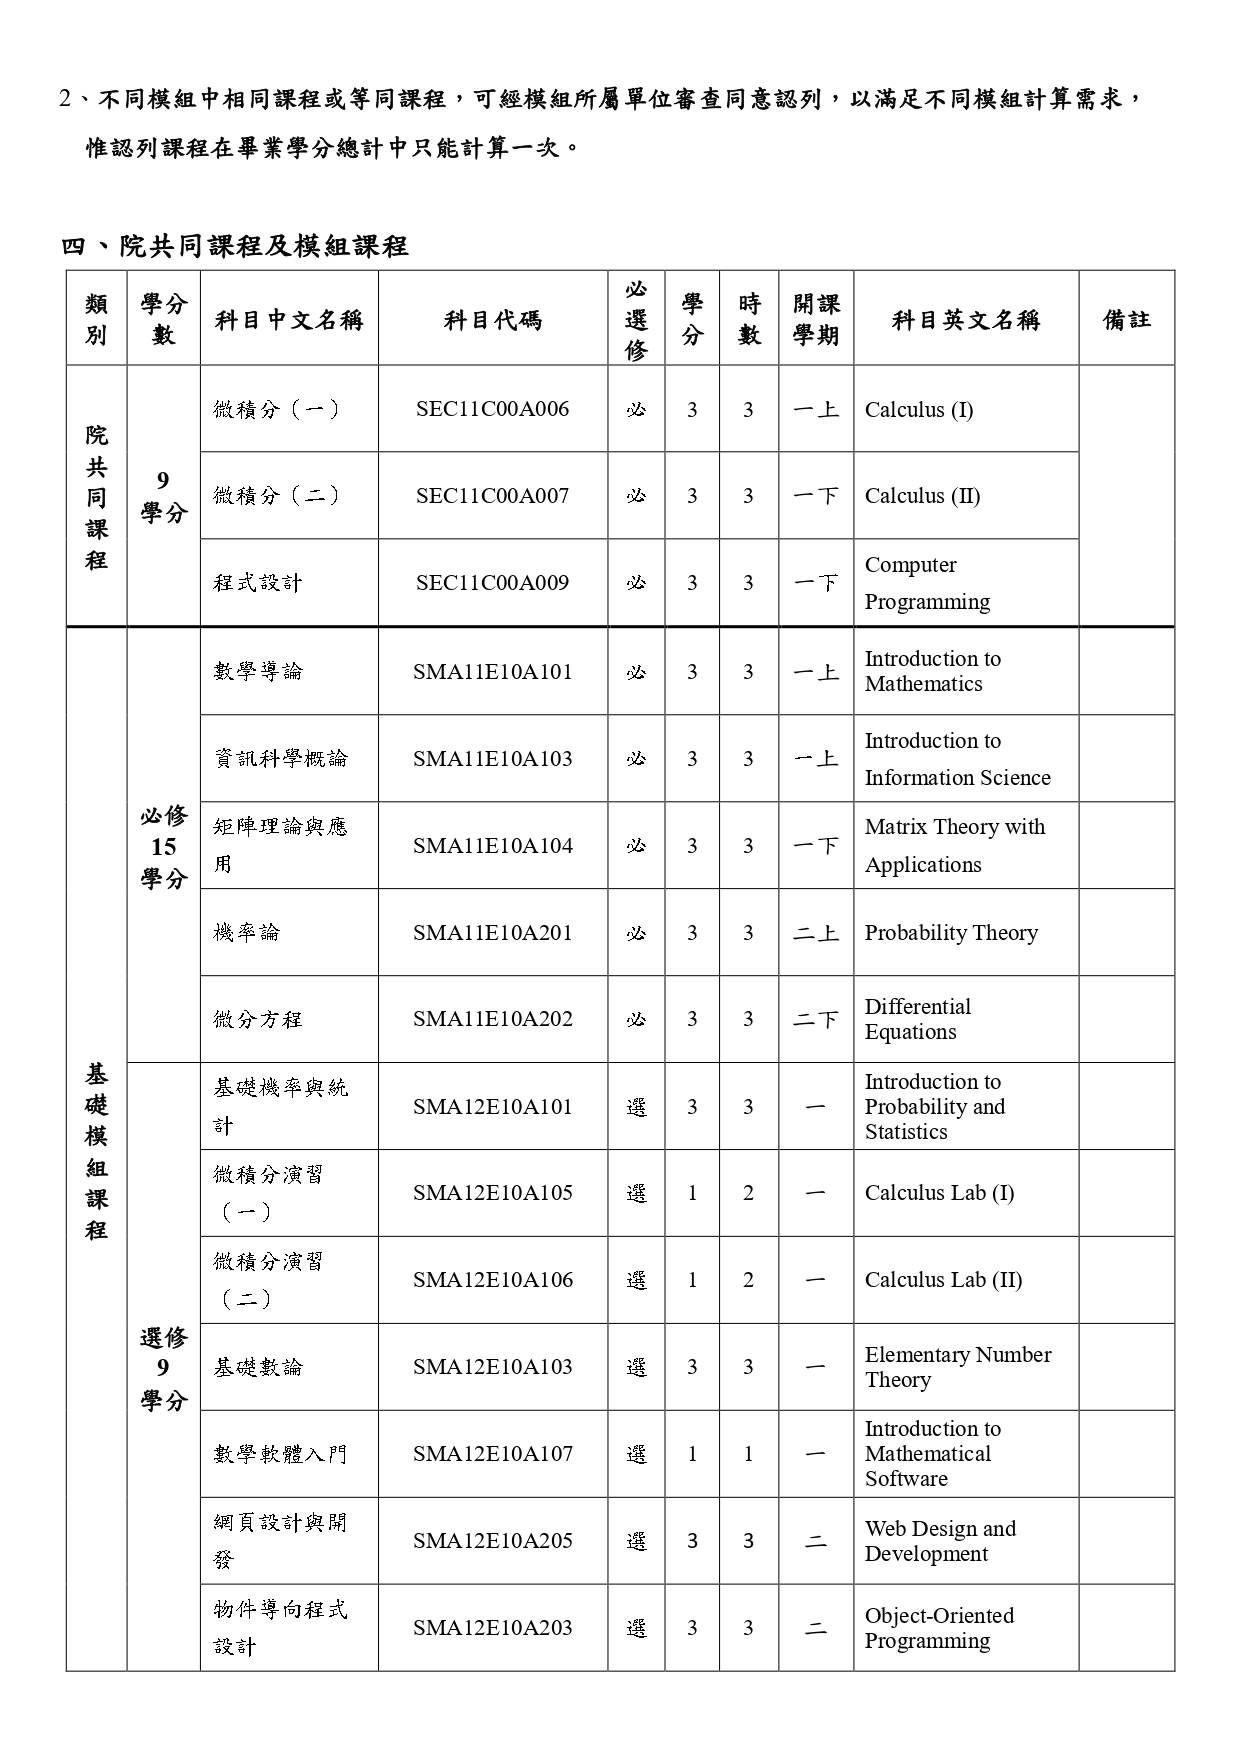 2、不同模組中相同課程或等同課程，可經模組所屬單位審查同意認列，以滿足不同模組計算需求，
惟認列課程在畢業學分總計中只能計算一次。
四、院共同課程及模組課程
類別 學分數 科目中文名稱 科目代碼 必選修 學分 時數 開課學期 科目英文名稱 備註
院共同課程
9
學分
微積分（一） SEC11C00A006 必 3 3 一上 Calculus (I)
微積分（二） SEC11C00A007 必 3 3 一下 Calculus (II)
程式設計 SEC11C00A009 必 3 3 一下 Computer
Programming
基礎模組課程
必修
15
學分
數學導論 SMA11E10A101 必 3 3 一上 Introduction to
Mathematics
資訊科學概論 SMA11E10A103 必 3 3 一上 Introduction to
Information Science
矩陣理論與應
用 SMA11E10A104 必 3 3 一下 Matrix Theory with
Applications
機率論 SMA11E10A201 必 3 3 二上 Probability Theory
微分方程 SMA11E10A202 必 3 3 二下 Differential
Equations
選修
9
學分
基礎機率與統
計 SMA12E10A101 選 3 3 一 Introduction to
Probability and
Statistics
微積分演習
（一） SMA12E10A105 選 1 2 一 Calculus Lab (I)
微積分演習
（二） SMA12E10A106 選 1 2 一 Calculus Lab (II)
基礎數論 SMA12E10A103 選 3 3 一 Elementary Number
Theory
數學軟體入門 SMA12E10A107 選 1 1 一 Introduction to
Mathematical
Software
網頁設計與開
發 SMA12E10A205 選 3 3 二 Web Design and
Development
物件導向程式
設計 SMA12E10A203 選 3 3 二 Object-Oriented
Programming